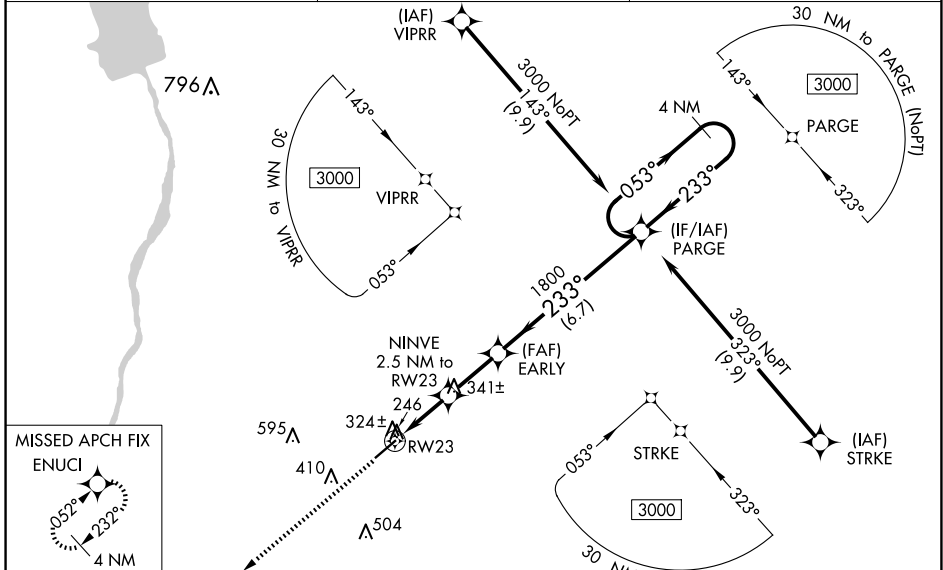 (IAF)
VIPRR
30 NM to PARGE (NoPT)
796
3000 NoPT
143°
(9.9)
143°
3000
PARGE
323°
4 NM
053°
233°
143°
30 NM to VIPRR
3000
VIPRR
053°
(IF/IAF)
PARGE
1800
233°
(6.7)
3000 NoPT
323°
(9.9)
NINVE
2.5 NM to
RW23
(FAF)
EARLY
341±
246
324±
RW23
595
410
504
(IAF)
STRKE
053°
STRKE
323°
3000
30 NM
MISSED APCH FIX
ENUCI
052°
232°
4 NM